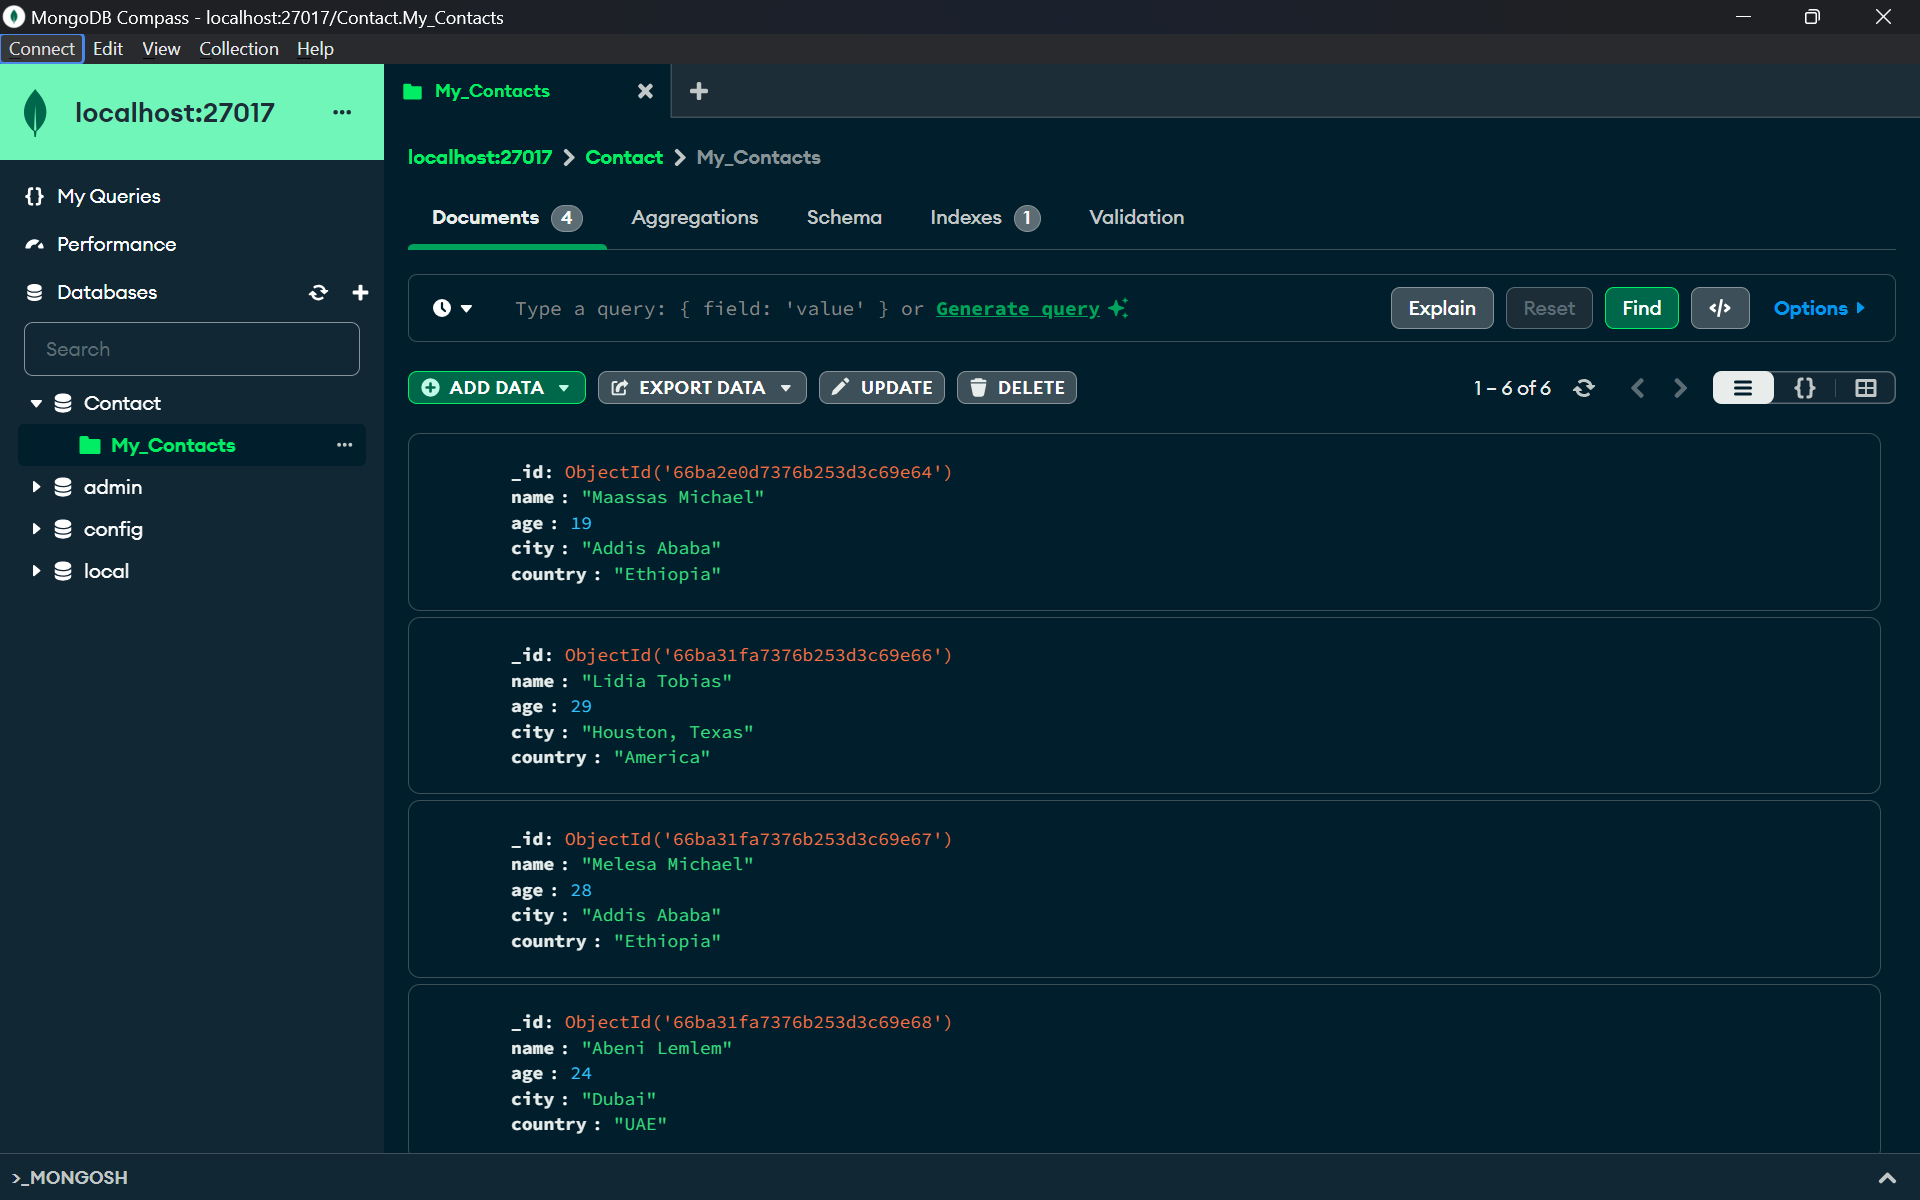 MongoDB Compass - localhost:27017/Contact.My_Contacts
Connect Edit View Collection Help
localhost:27017 ...
My Queries
Performance
Databases
Search
Contact
My_Contacts ...
admin
config
local
My_Contacts
localhost:27017 > Contact > My_Contacts
Documents 4 Aggregations Schema Indexes 1 Validation
Type a query: { field: 'value' } or Generate query
Explain Reset Find </> Options
ADD DATA EXPORT DATA UPDATE DELETE
1 – 6 of 6 {}
_id: ObjectId('66ba2e0d7376b253d3c69e64')
name : "Maassas Michael"
age : 19
city : "Addis Ababa"
country : "Ethiopia"
_id: ObjectId('66ba31fa7376b253d3c69e66')
name : "Lidia Tobias"
age : 29
city : "Houston, Texas"
country : "America"
_id: ObjectId('66ba31fa7376b253d3c69e67')
name : "Melesa Michael"
age : 28
city : "Addis Ababa"
country : "Ethiopia"
_id: ObjectId('66ba31fa7376b253d3c69e68')
name : "Abeni Lemlem"
age : 24
city : "Dubai"
country : "UAE"
>_MONGOSH